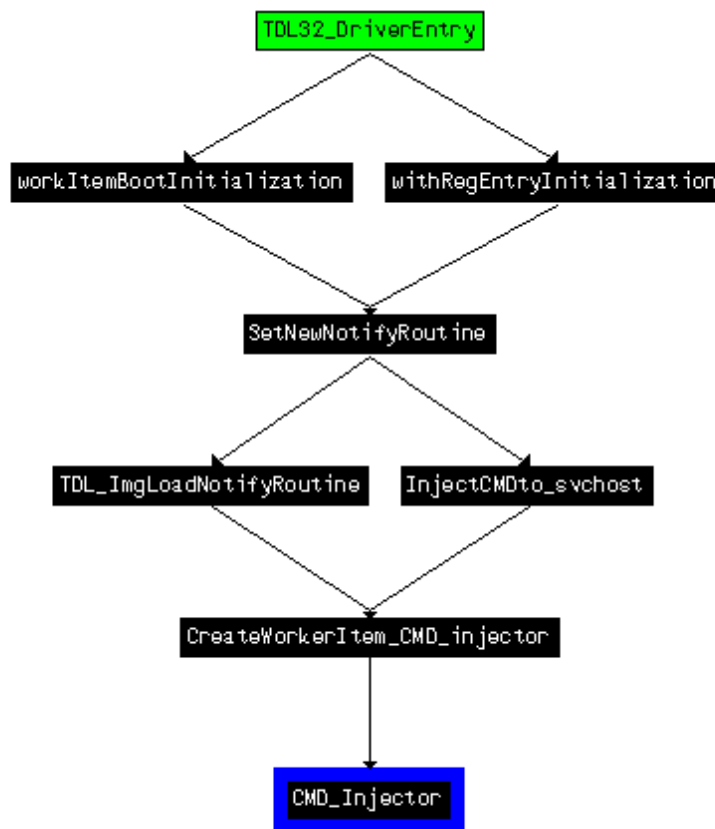 TDL32_DriverEntry
workItemBootInitialization
withRegEntryInitialization
SetNewNotifyRoutine
TDL_ImgLoadNotifyRoutine
InjectCMDto_svchost
CreateWorkerItem_CMD_injector
CMD_Injector